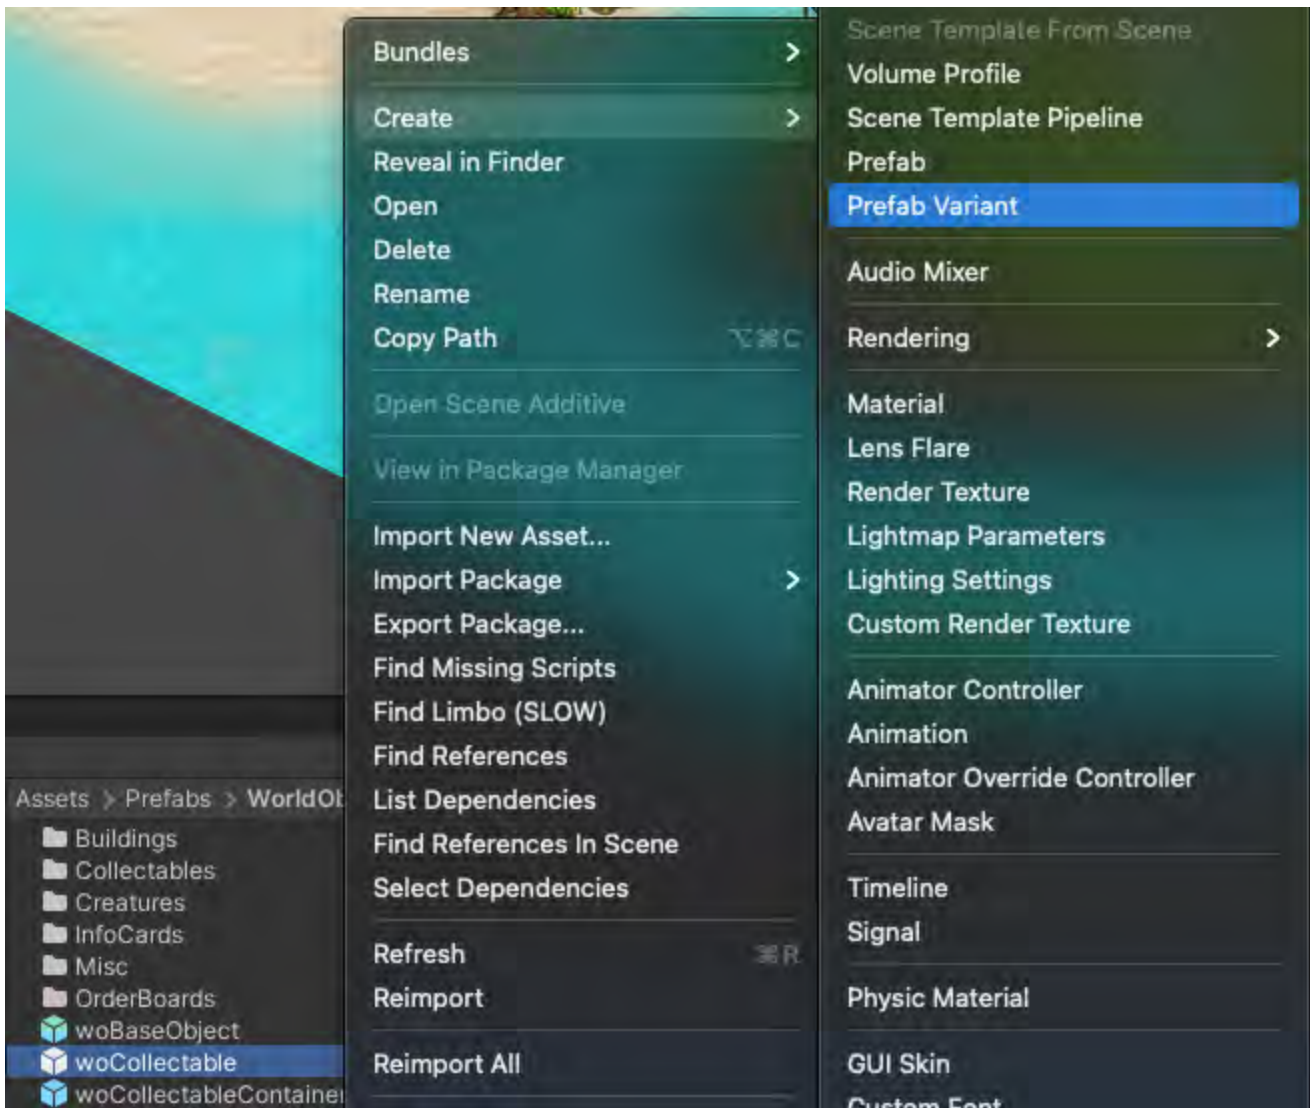 Bundles
Create
Reveal in Finder
Open
Delete
Rename
Copy Path ⌥⌘C
Open Scene Additive
View in Package Manager
Import New Asset...
Import Package
Export Package...
Find Missing Scripts
Find Limbo (SLOW)
Find References
List Dependencies
Find References In Scene
Select Dependencies
Refresh ⌘R
Reimport
Reimport All
Scene Template From Scene
Volume Profile
Scene Template Pipeline
Prefab
Prefab Variant
Audio Mixer
Rendering
Material
Lens Flare
Render Texture
Lightmap Parameters
Lighting Settings
Custom Render Texture
Animator Controller
Animation
Animator Override Controller
Avatar Mask
Timeline
Signal
Physic Material
GUI Skin
Custom Font
Assets > Prefabs > WorldOb
Buildings
Collectables
Creatures
InfoCards
Misc
OrderBoards
woBaseObject
woCollectable
woCollectableContainer